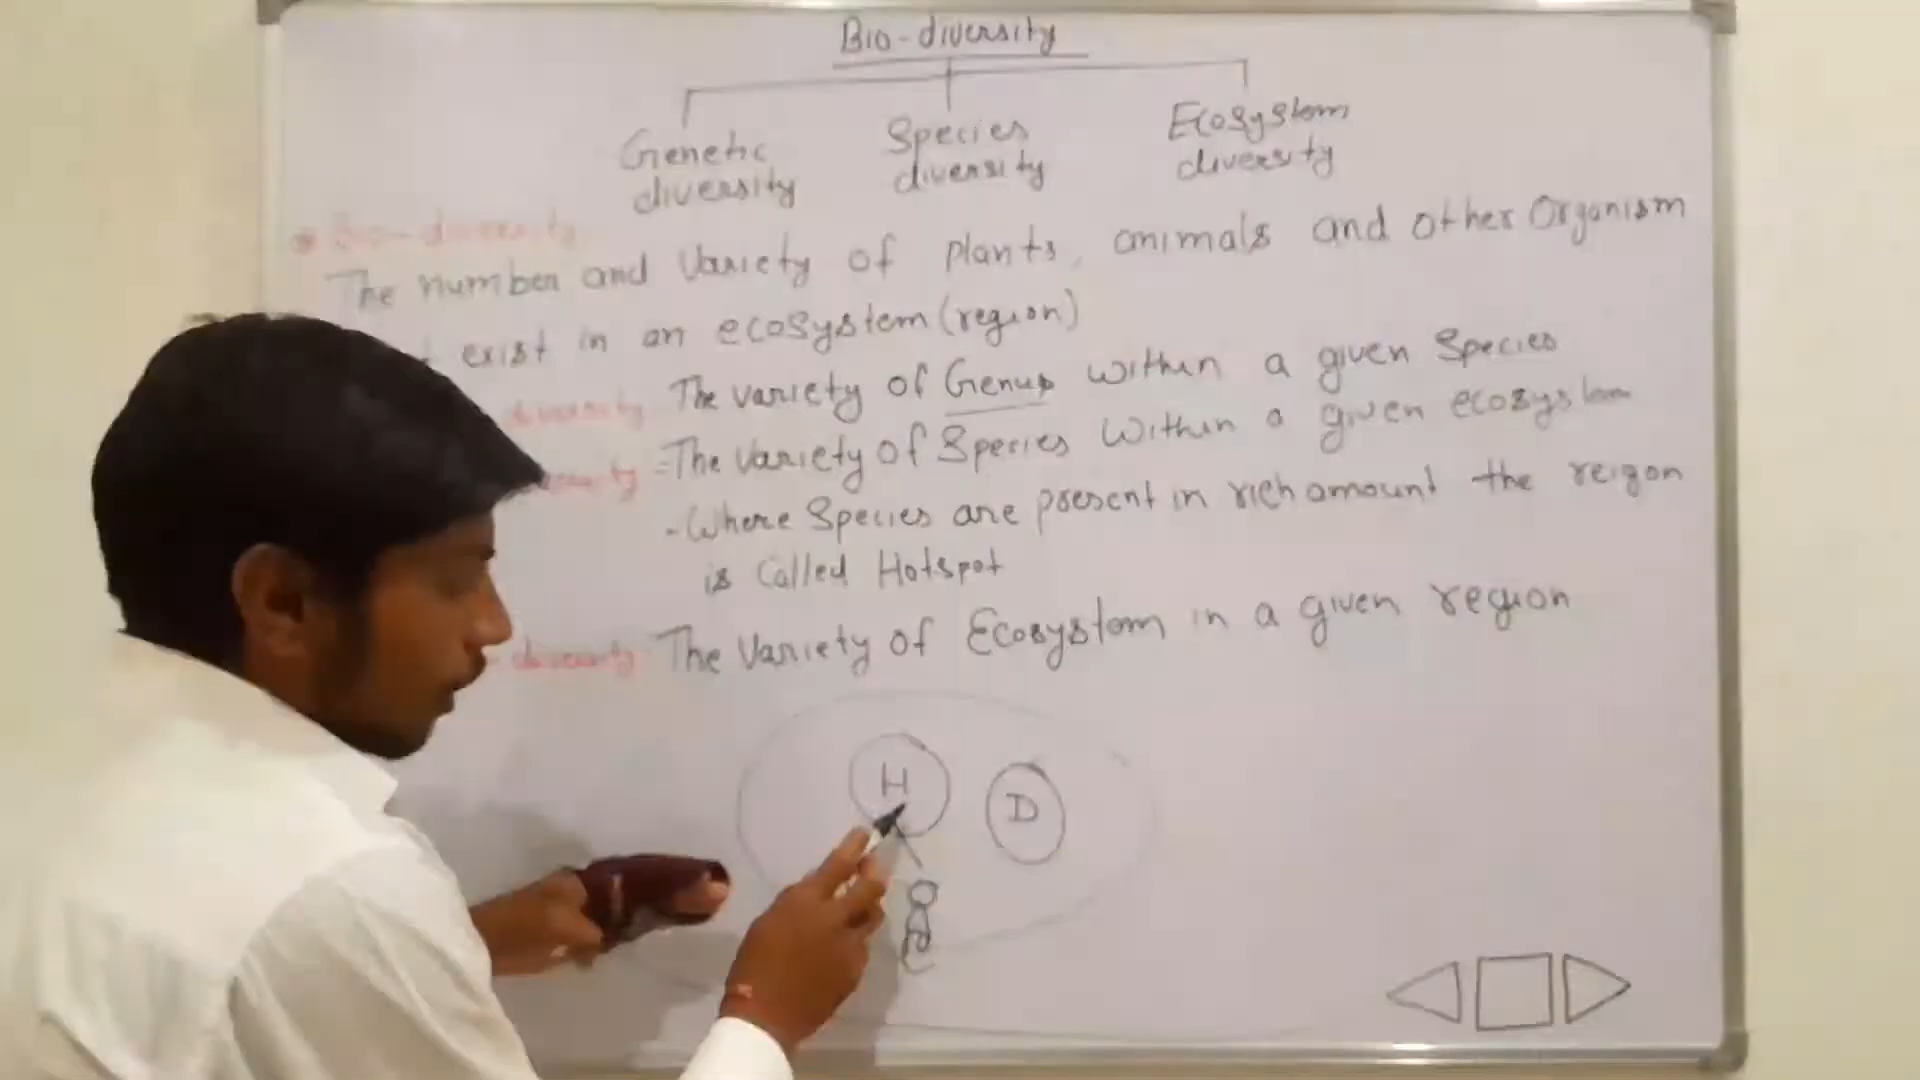 Bio-diversity
Genetic diversity
Species diversity
Ecosystem diversity
* Bio-diversity
The number and variety of plants, animals and other Organism
exist in an ecosystem (region)
diversity The variety of Genus within a given Species
diversity =The variety of Species within a given ecosystem
- Where Species are present in rich amount the reigon
is Called Hotspot
- diversity The Variety of Ecosystem in a given region
H
D